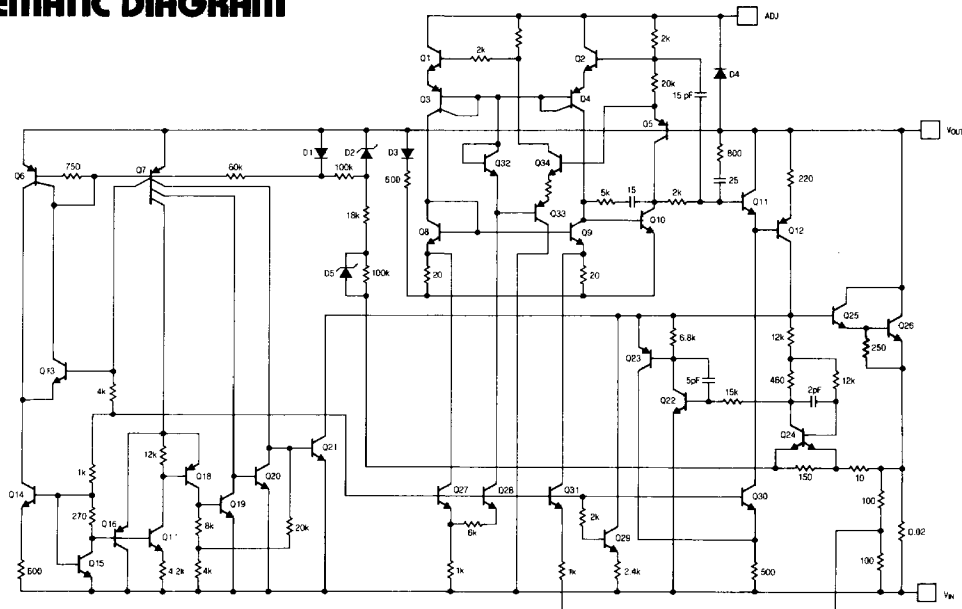 EMATIC DIAGRAM
ADJ
Q1
2k
Q2
2k
D4
20k
15 pF
Q3
D4
Q5
VOUT
Q6
750
Q7
60k
D1
100k
D2
D3
500
Q32
Q34
800
25
220
18k
5k
15
2k
Q11
Q33
Q12
Q8
Q9
Q10
D5
100k
20
20
Q25
Q26
250
Q13
4k
Q23
6.8k
12k
5pF
460
12k
15k
2pF
Q22
Q24
Q21
12k
Q18
Q20
1k
Q14
Q27
Q28
Q31
Q30
150
10
270
Q16
Q19
8k
20k
6k
2k
100
Q15
Q29
0.02
600
4.2k
4k
1k
1k
2.4k
500
100
VIN